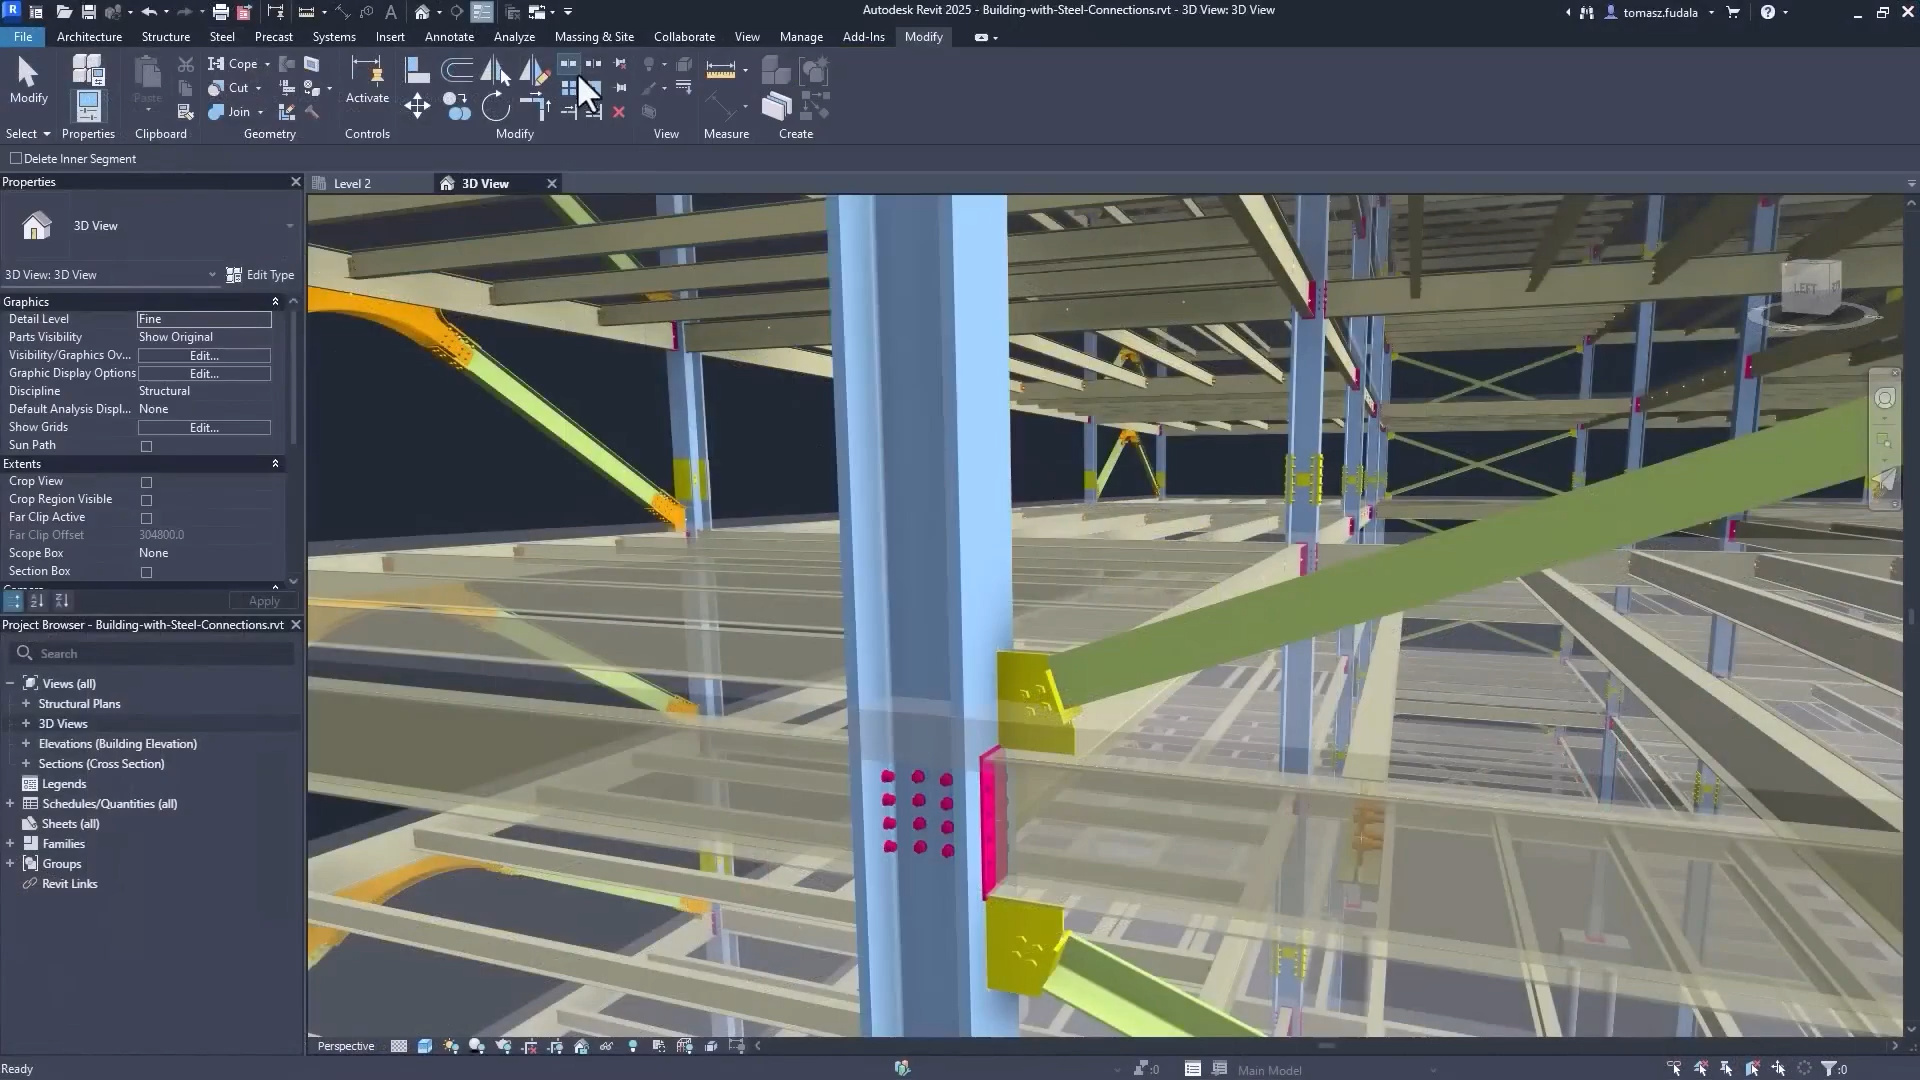 R
Autodesk Revit 2025 - Building-with-Steel-Connections.rvt - 3D View: 3D View
tomasz.fudala
File
Architecture
Structure
Steel
Precast
Systems
Insert
Annotate
Analyze
Massing & Site
Collaborate
View
Manage
Add-Ins
Modify
Modify
Paste
Cope
Cut
Join
Activate
Select
Properties
Clipboard
Geometry
Controls
Modify
View
Measure
Create
Delete Inner Segment
Properties
Level 2
3D View
3D View
3D View: 3D View
Edit Type
Graphics
Detail Level
Fine
Parts Visibility
Show Original
Visibility/Graphics Ov...
Edit...
Graphic Display Options
Edit...
Discipline
Structural
Default Analysis Displ...
None
Show Grids
Edit...
Sun Path
Extents
Crop View
Crop Region Visible
Far Clip Active
Far Clip Offset
304800.0
Scope Box
None
Section Box
Apply
Project Browser - Building-with-Steel-Connections.rvt
Search
Views (all)
Structural Plans
3D Views
Elevations (Building Elevation)
Sections (Cross Section)
Legends
Schedules/Quantities (all)
Sheets (all)
Families
Groups
Revit Links
LEFT
Perspective
Ready
:0
Main Model
:0